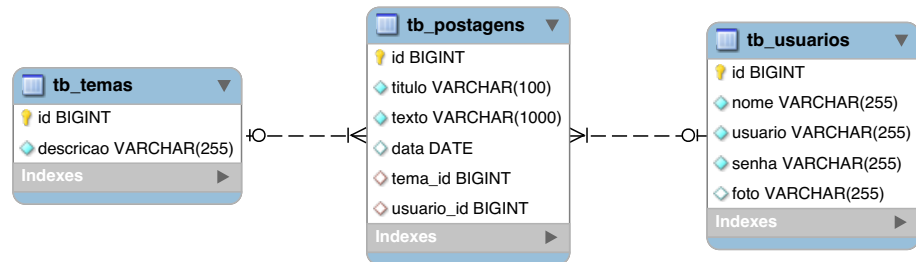 tb_temas
id BIGINT
descricao VARCHAR(255)
Indexes
tb_postagens
id BIGINT
titulo VARCHAR(100)
texto VARCHAR(1000)
data DATE
tema_id BIGINT
usuario_id BIGINT
Indexes
tb_usuarios
id BIGINT
nome VARCHAR(255)
usuario VARCHAR(255)
senha VARCHAR(255)
foto VARCHAR(255)
Indexes